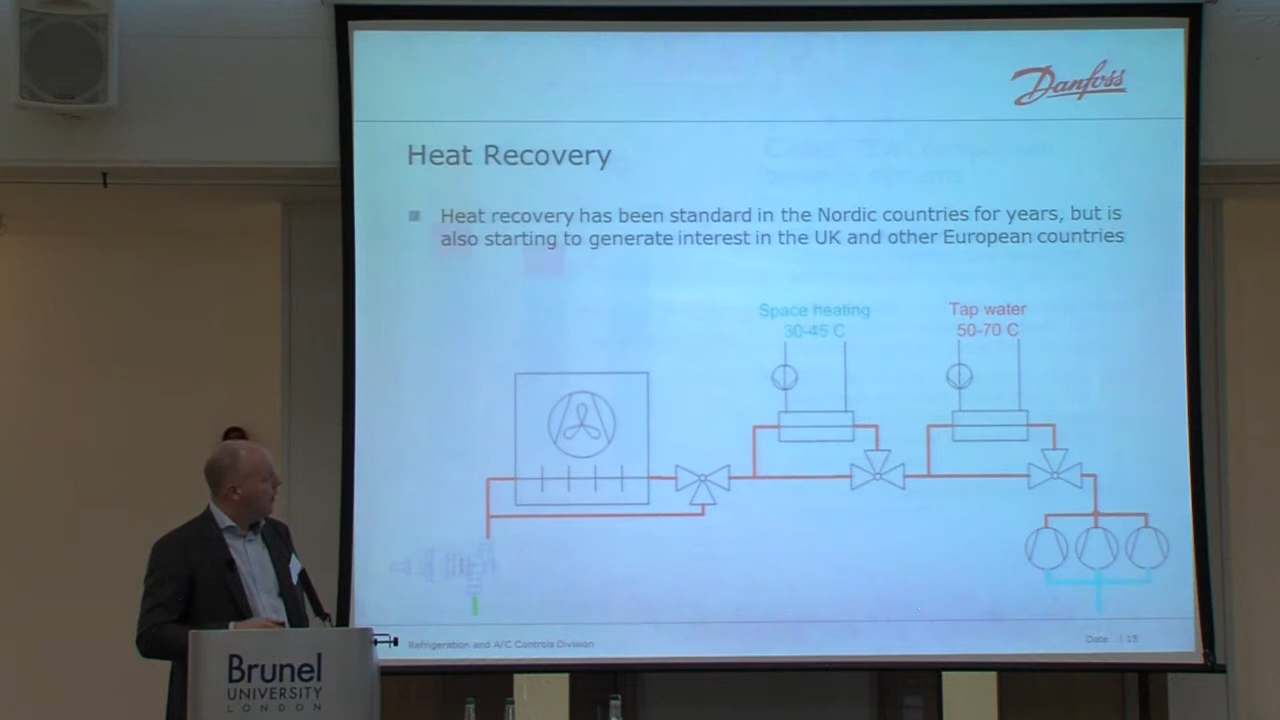 Danfoss
Heat Recovery
Heat recovery has been standard in the Nordic countries for years, but is
also starting to generate interest in the UK and other European countries
Space heating
30-45 C
Tap water
50-70 C
Refrigeration and A/C Controls Division
Date | 15
Brunel
UNIVERSITY
LONDON